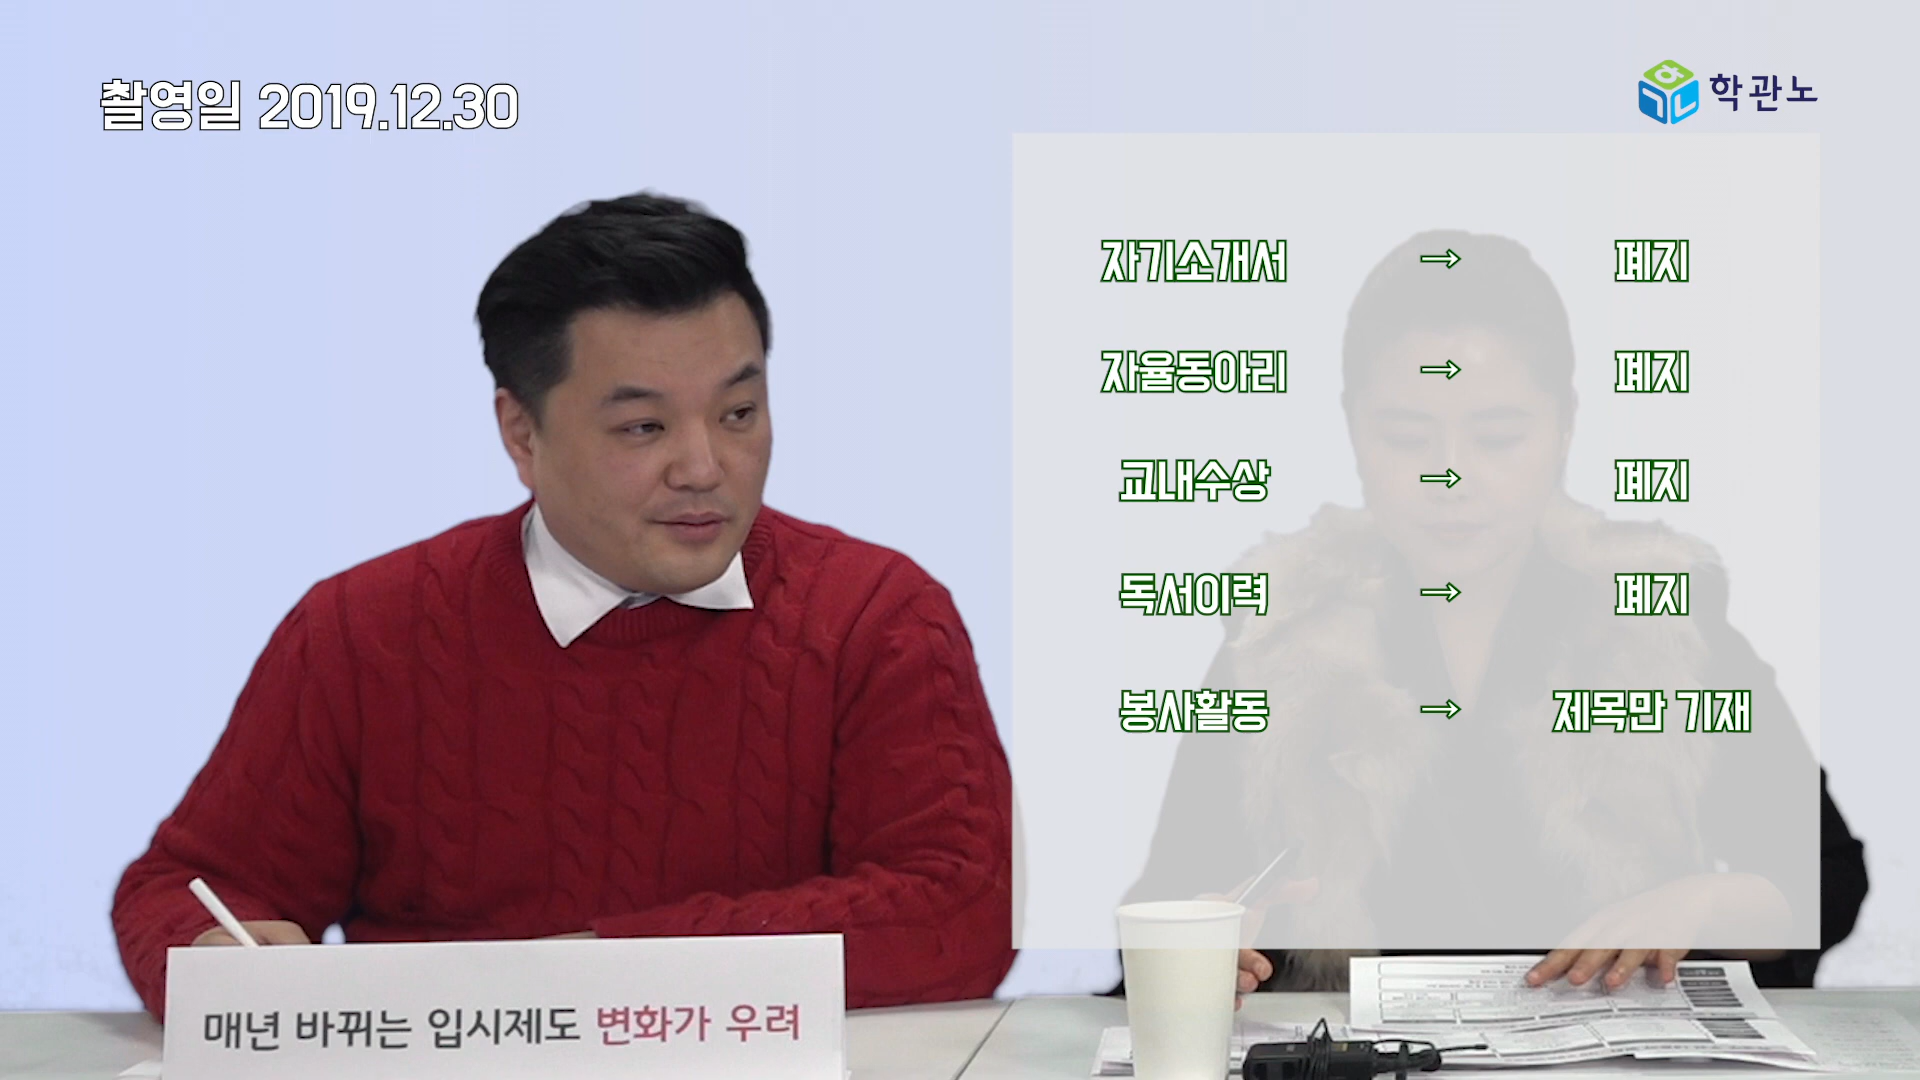 촬영일 2019.12.30
학관노
자기소개서 → 폐지
자율동아리 → 폐지
교내수상 → 폐지
독서이력 → 폐지
봉사활동 → 제목만 기재
매년 바뀌는 입시제도 변화가 우려